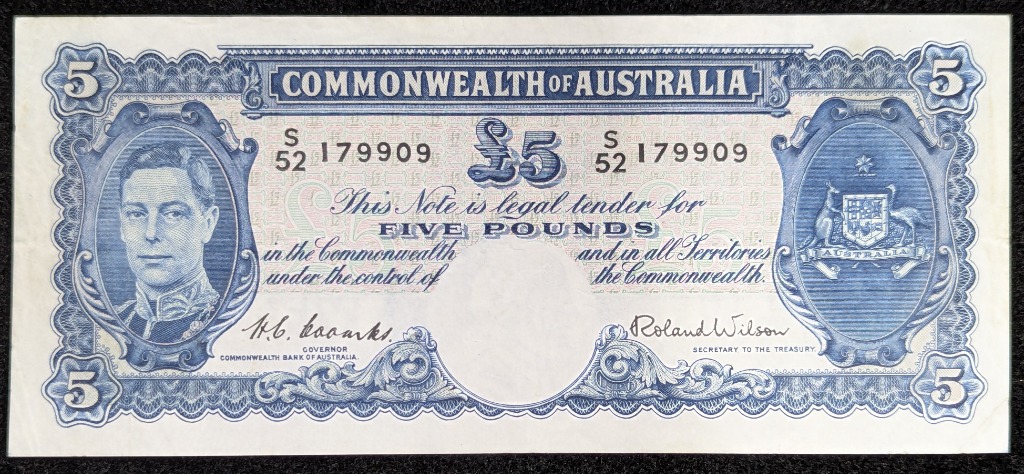 5 5
COMMONWEALTH OF AUSTRALIA
S/52 179909 £5 S/52 179909
This Note is legal tender for
FIVE POUNDS
in the Commonwealth and in all Territories
under the control of the Commonwealth.
AUSTRALIA
H.C. Coombs. Roland Wilson
GOVERNOR SECRETARY TO THE TREASURY.
COMMONWEALTH BANK OF AUSTRALIA.
5 5